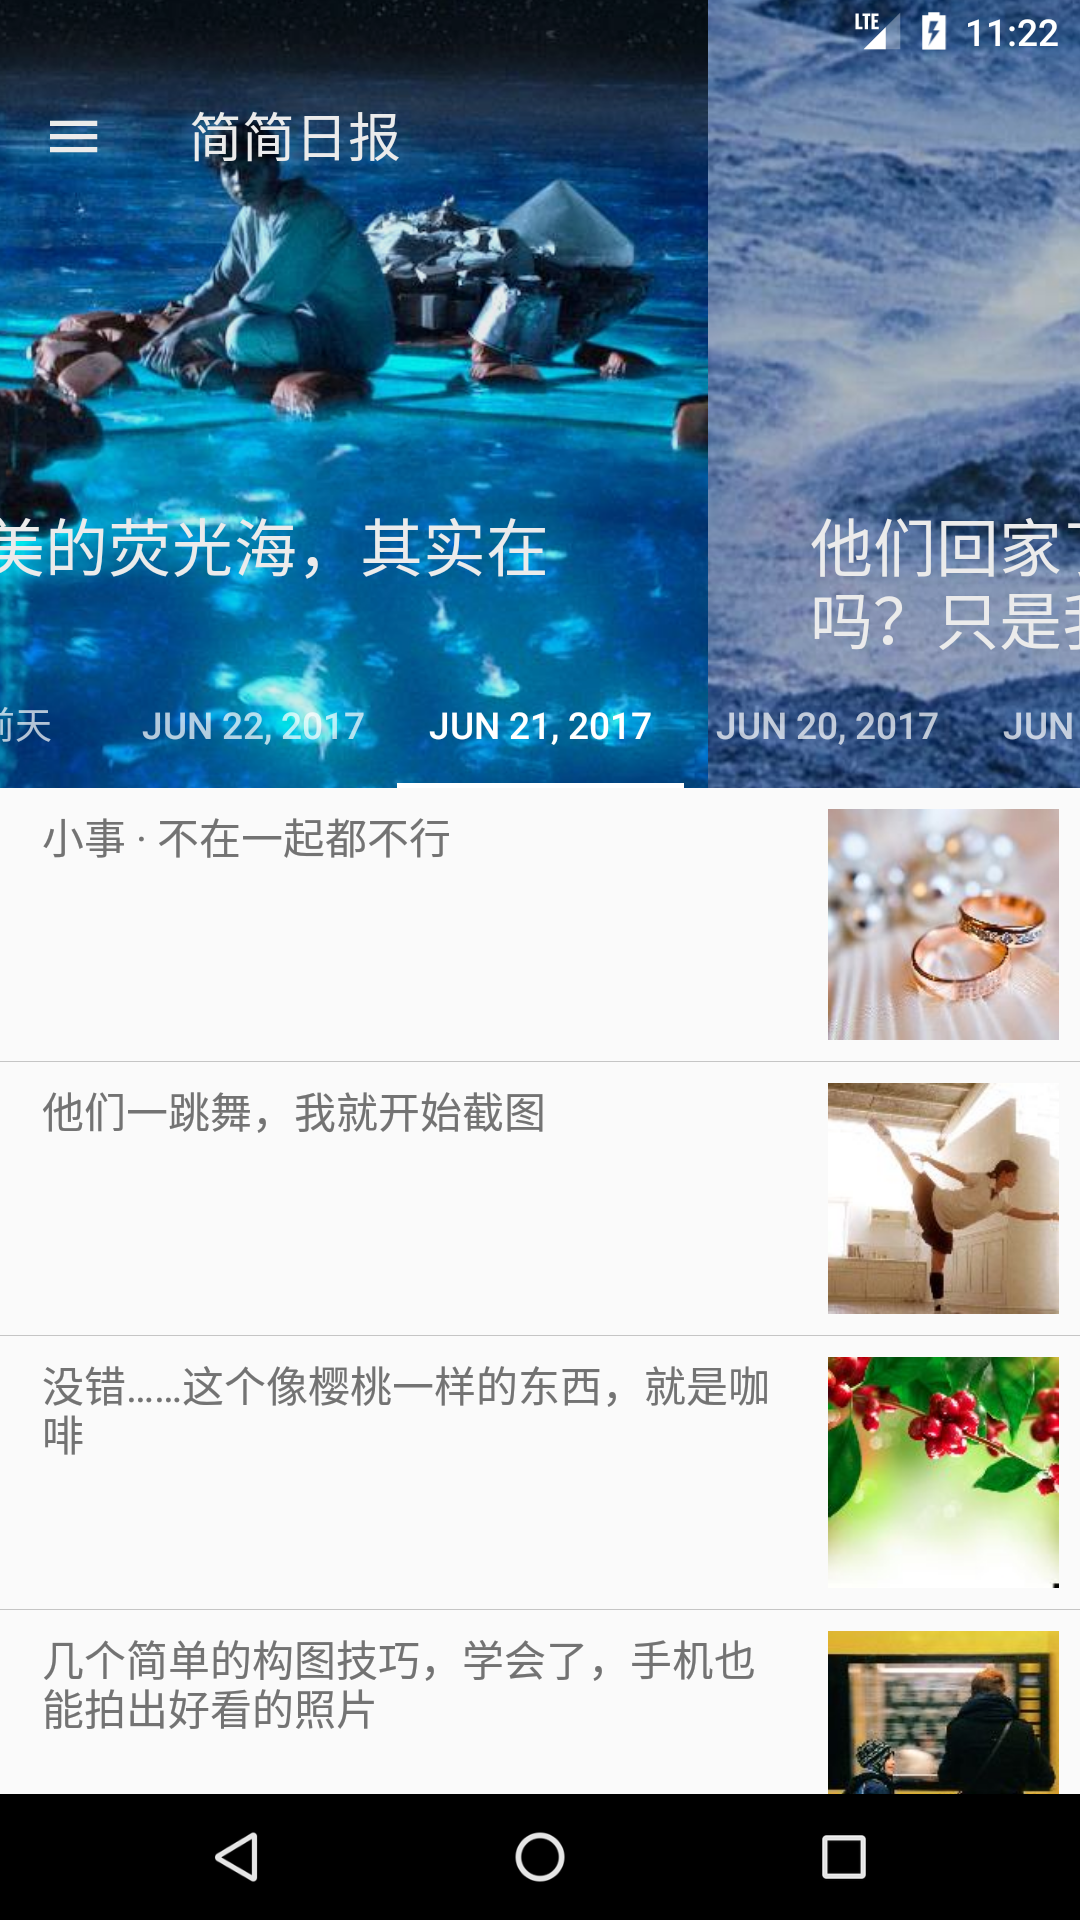 LTE 11:22
简简日报
美的荧光海，其实在
他们回家了
吗？只是我
前天 JUN 22, 2017 JUN 21, 2017 JUN 20, 2017 JUN
小事 · 不在一起都不行
他们一跳舞，我就开始截图
没错……这个像樱桃一样的东西，就是咖
啡
几个简单的构图技巧，学会了，手机也
能拍出好看的照片